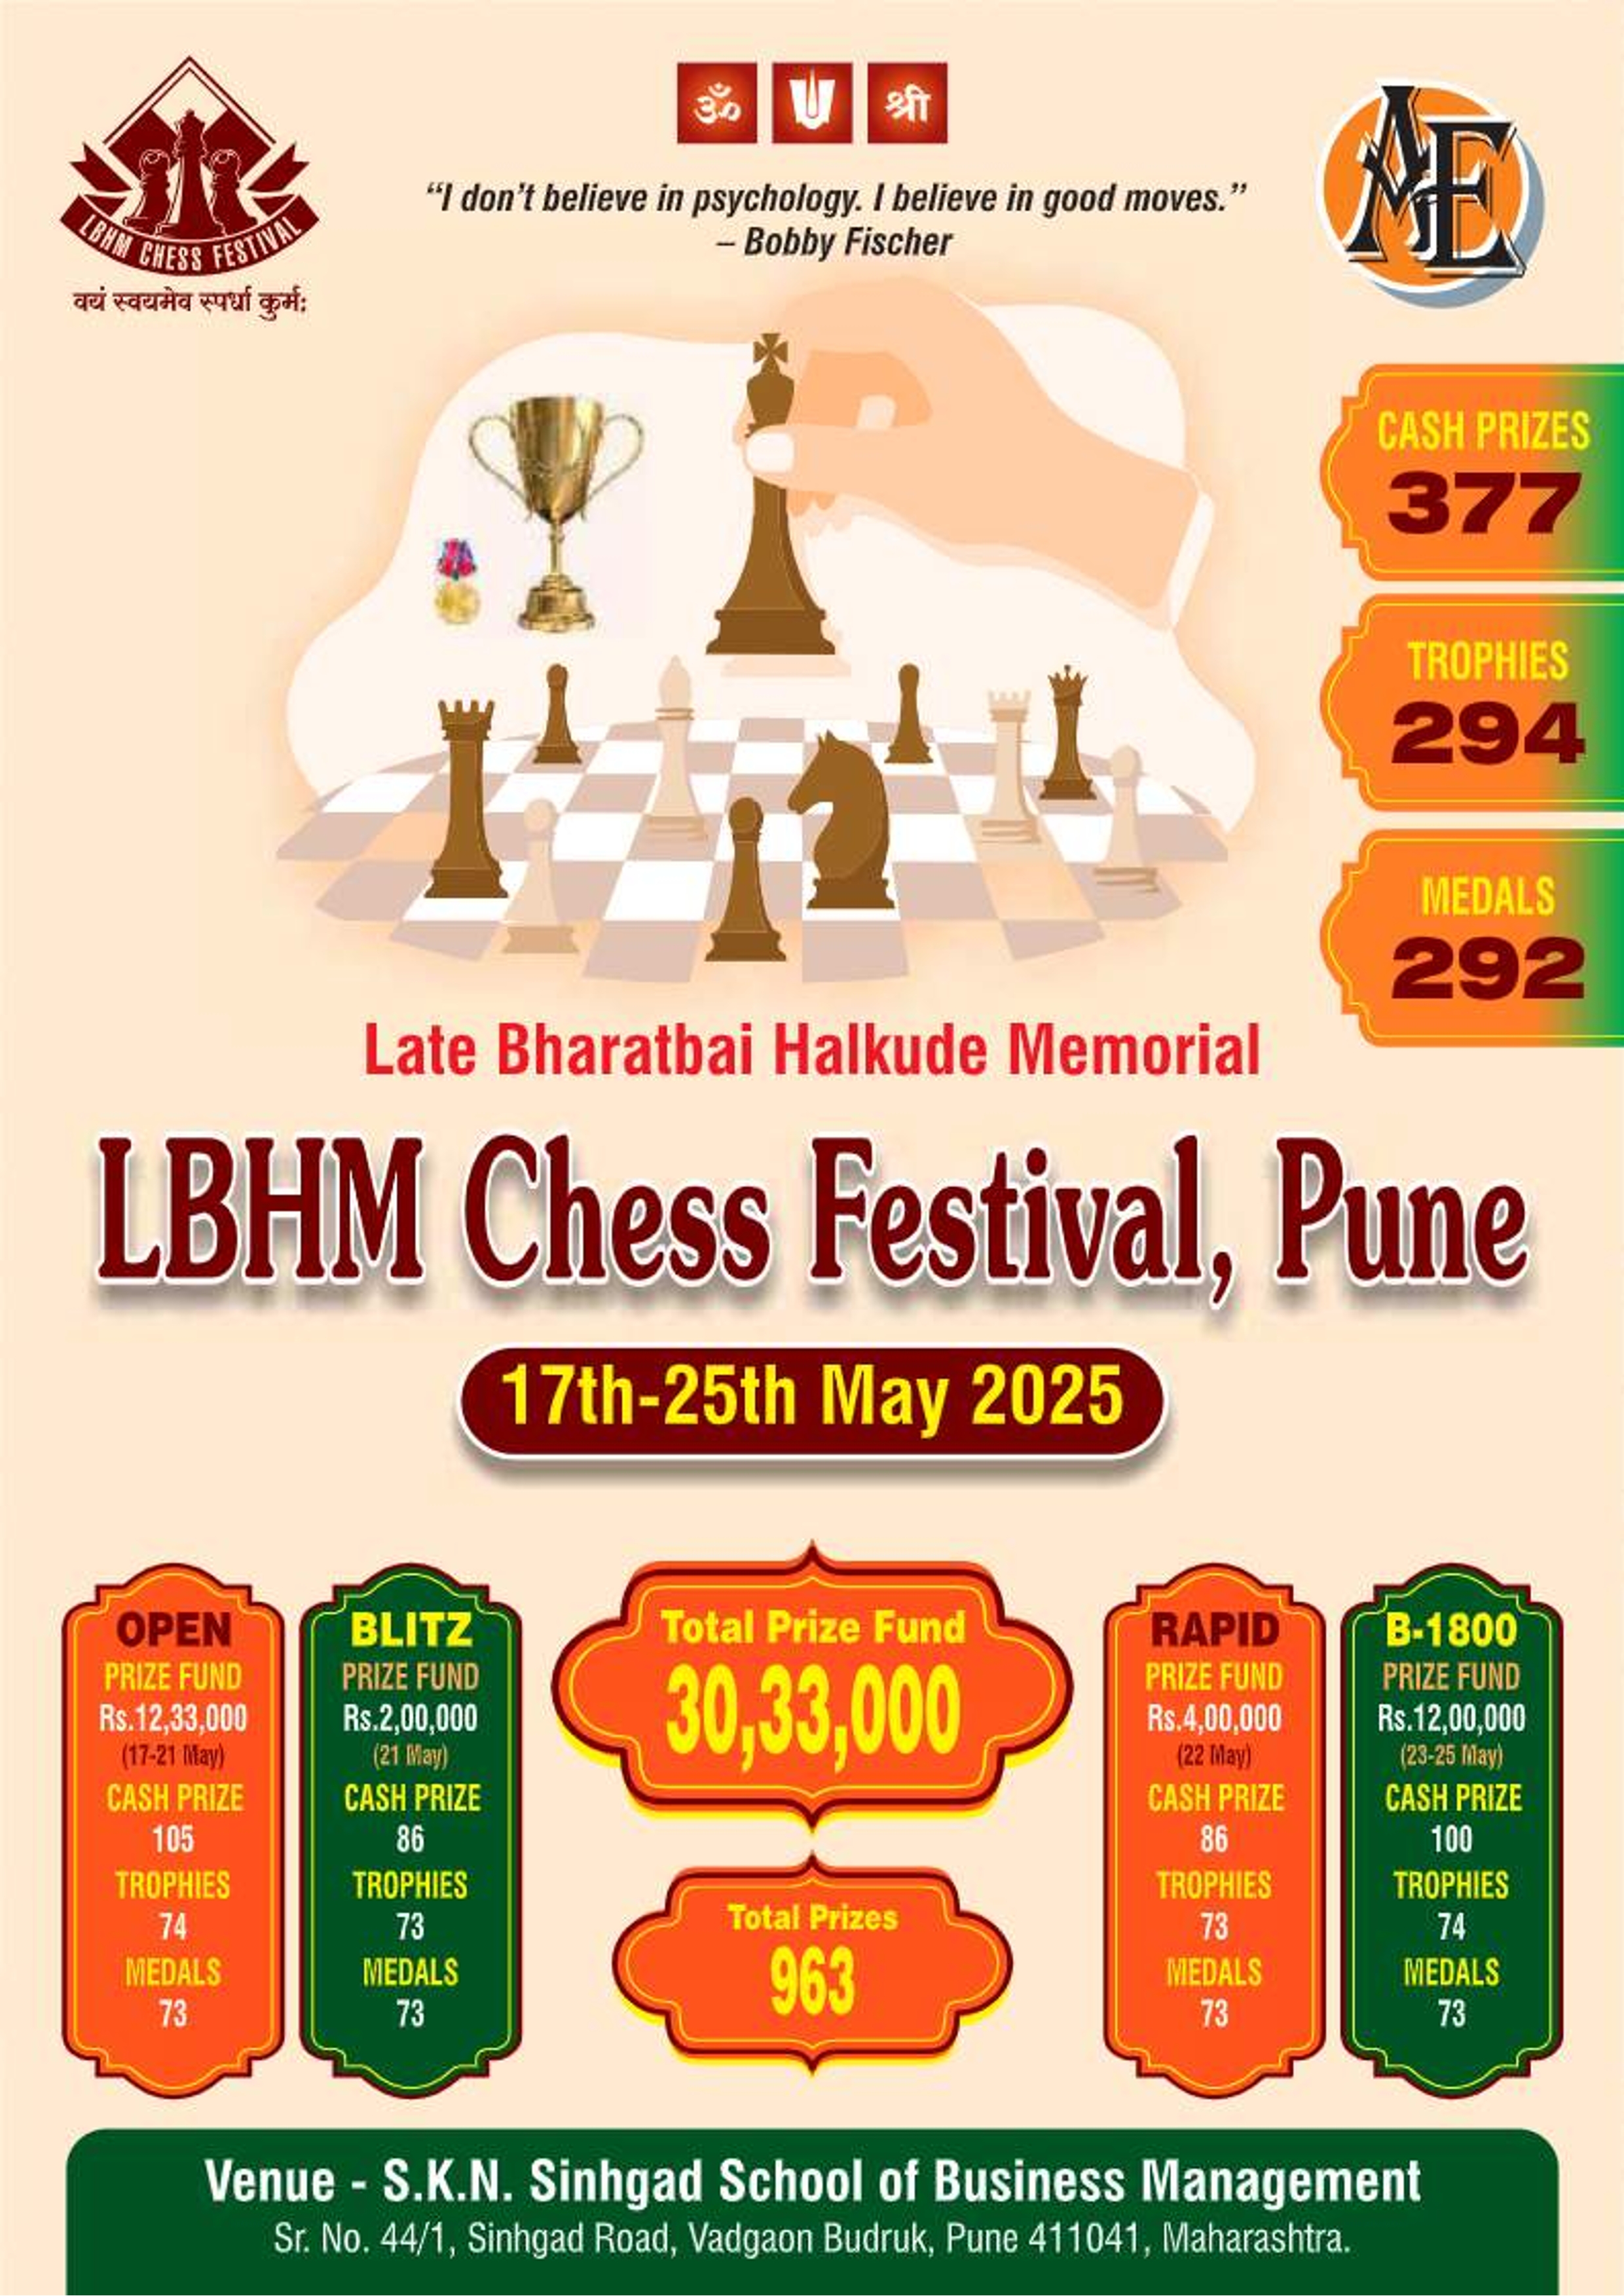 ॐ
श्री
"I don't believe in psychology. I believe in good moves."
– Bobby Fischer
LBHM CHESS FESTIVAL
वयं स्वयमेव स्पर्धा कुर्मः
AME
CASH PRIZES
377
TROPHIES
294
MEDALS
292
Late Bharatbai Halkude Memorial
LBHM Chess Festival, Pune
17th-25th May 2025
OPEN
PRIZE FUND
Rs.12,33,000
(17-21 May)
CASH PRIZE
105
TROPHIES
74
MEDALS
73
BLITZ
PRIZE FUND
Rs.2,00,000
(21 May)
CASH PRIZE
86
TROPHIES
73
MEDALS
73
Total Prize Fund
30,33,000
Total Prizes
963
RAPID
PRIZE FUND
Rs.4,00,000
(22 May)
CASH PRIZE
86
TROPHIES
73
MEDALS
73
B-1800
PRIZE FUND
Rs.12,00,000
(23-25 May)
CASH PRIZE
100
TROPHIES
74
MEDALS
73
Venue - S.K.N. Sinhgad School of Business Management
Sr. No. 44/1, Sinhgad Road, Vadgaon Budruk, Pune 411041, Maharashtra.